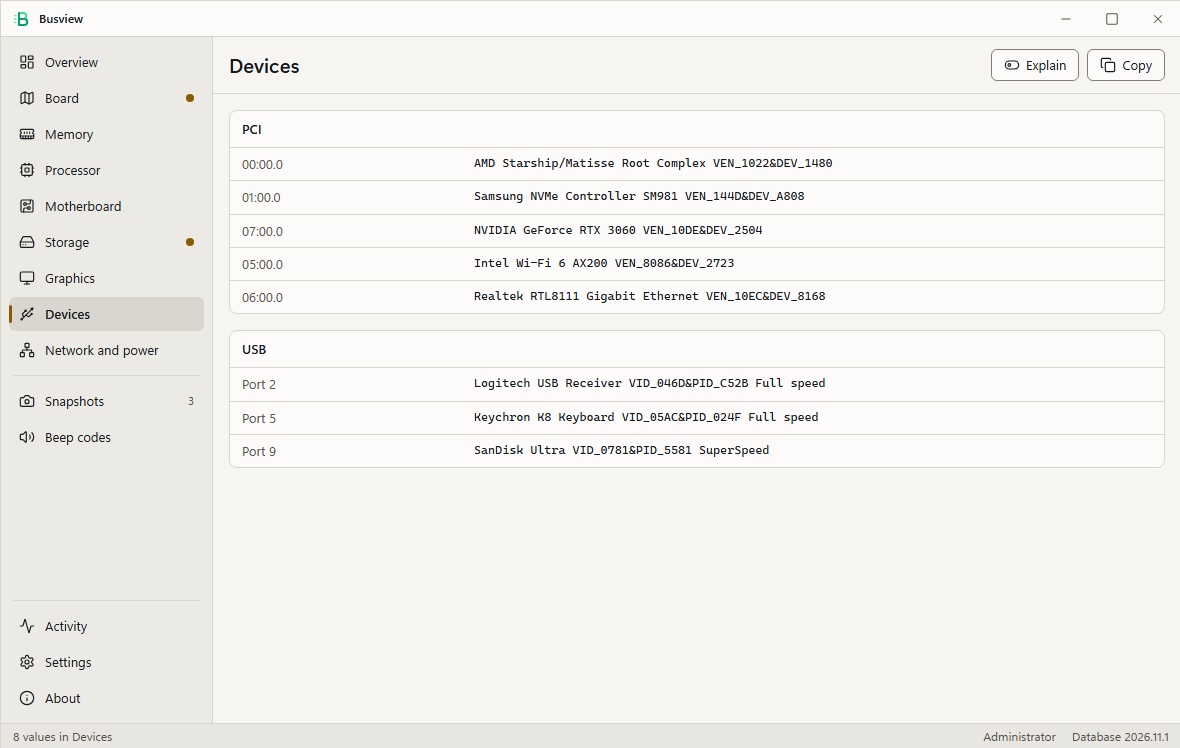 Busview
Overview
Board
Memory
Processor
Motherboard
Storage
Graphics
Devices
Network and power
Snapshots 3
Beep codes
Activity
Settings
About
Devices
Explain
Copy
PCI
00:00.0 AMD Starship/Matisse Root Complex VEN_1022&DEV_1480
01:00.0 Samsung NVMe Controller SM981 VEN_144D&DEV_A808
07:00.0 NVIDIA GeForce RTX 3060 VEN_10DE&DEV_2504
05:00.0 Intel Wi-Fi 6 AX200 VEN_8086&DEV_2723
06:00.0 Realtek RTL8111 Gigabit Ethernet VEN_10EC&DEV_8168
USB
Port 2 Logitech USB Receiver VID_046D&PID_C52B Full speed
Port 5 Keychron K8 Keyboard VID_05AC&PID_024F Full speed
Port 9 SanDisk Ultra VID_0781&PID_5581 SuperSpeed
8 values in Devices
Administrator
Database 2026.11.1